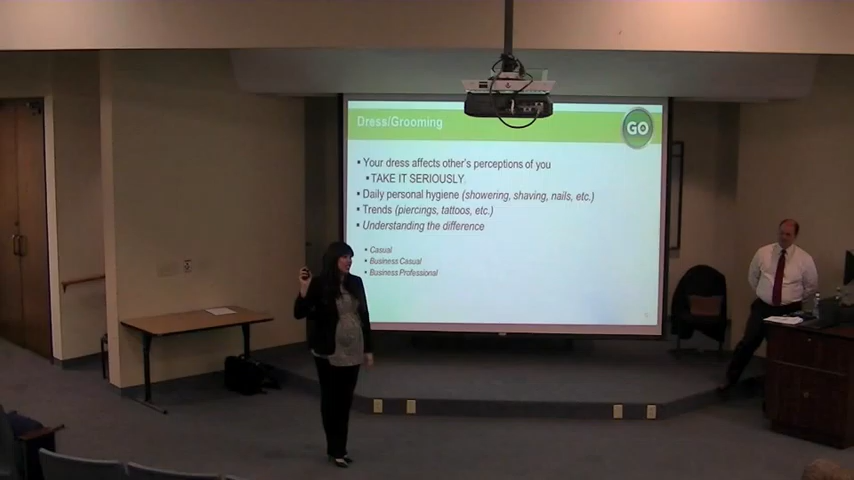 Dress/Grooming
GO
▪ Your dress affects other's perceptions of you
▪ TAKE IT SERIOUSLY.
▪ Daily personal hygiene (showering, shaving, nails, etc.)
▪ Trends (piercings, tattoos, etc.)
▪ Understanding the difference
▪ Casual
▪ Business Casual
▪ Business Professional